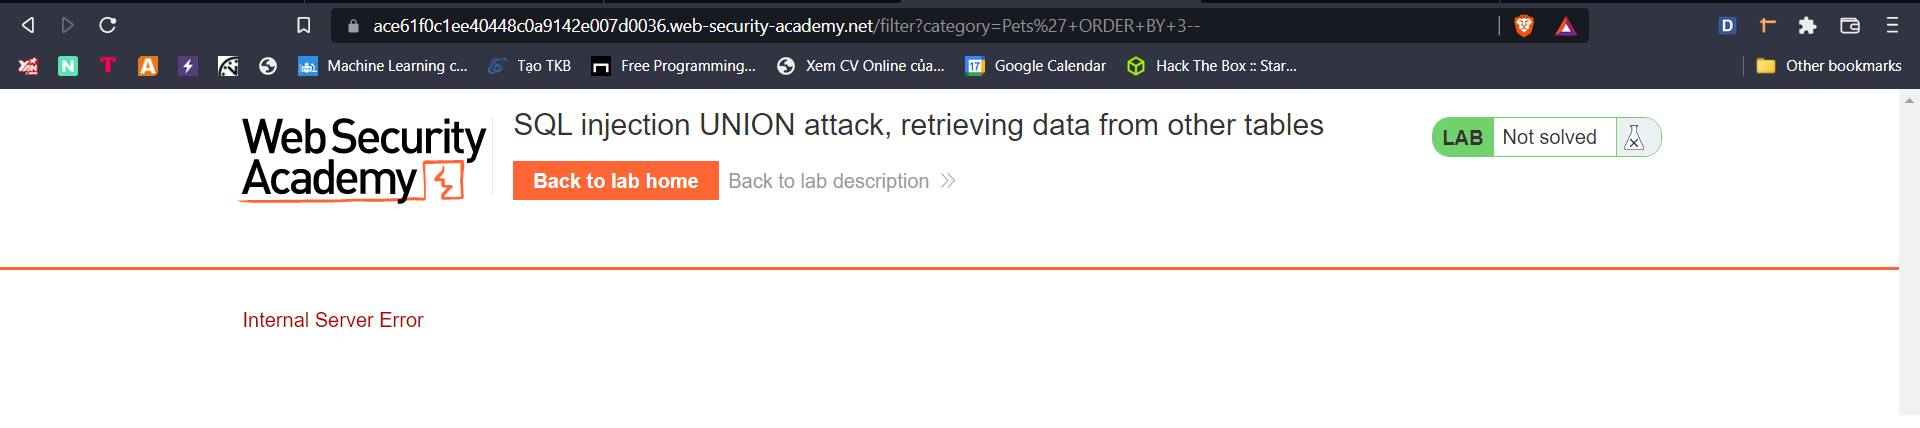 ace61f0c1ee40448c0a9142e007d0036.web-security-academy.net/filter?category=Pets%27+ORDER+BY+3--
D
N T A Machine Learning c... Tạo TKB Free Programming... Xem CV Online của... 17 Google Calendar Hack The Box :: Star... Other bookmarks
Web Security
Academy
SQL injection UNION attack, retrieving data from other tables
Back to lab home Back to lab description
LAB Not solved
Internal Server Error